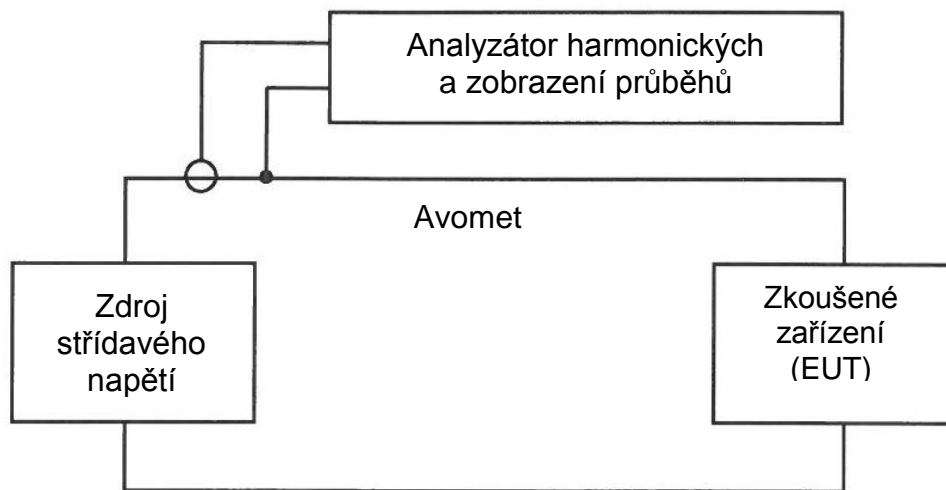 Analyzátor harmonických
a zobrazení průběhů
Avomet
Zdroj
střídavého
napětí
Zkoušené
zařízení
(EUT)